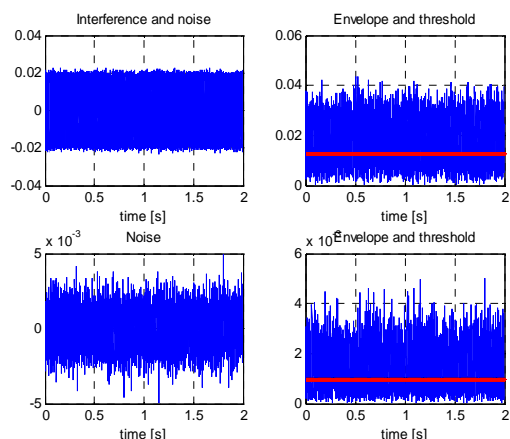 Interference and noise
0.04
0.02
0
-0.02
-0.04
0 0.5 1 1.5 2
time [s]
Envelope and threshold
0.06
0.04
0.02
0
0 0.5 1 1.5 2
time [s]
Noise
x 10-3
5
0
-5
0 0.5 1 1.5 2
time [s]
Envelope and threshold
x 10
6
4
2
0
0 0.5 1 1.5 2
time [s]